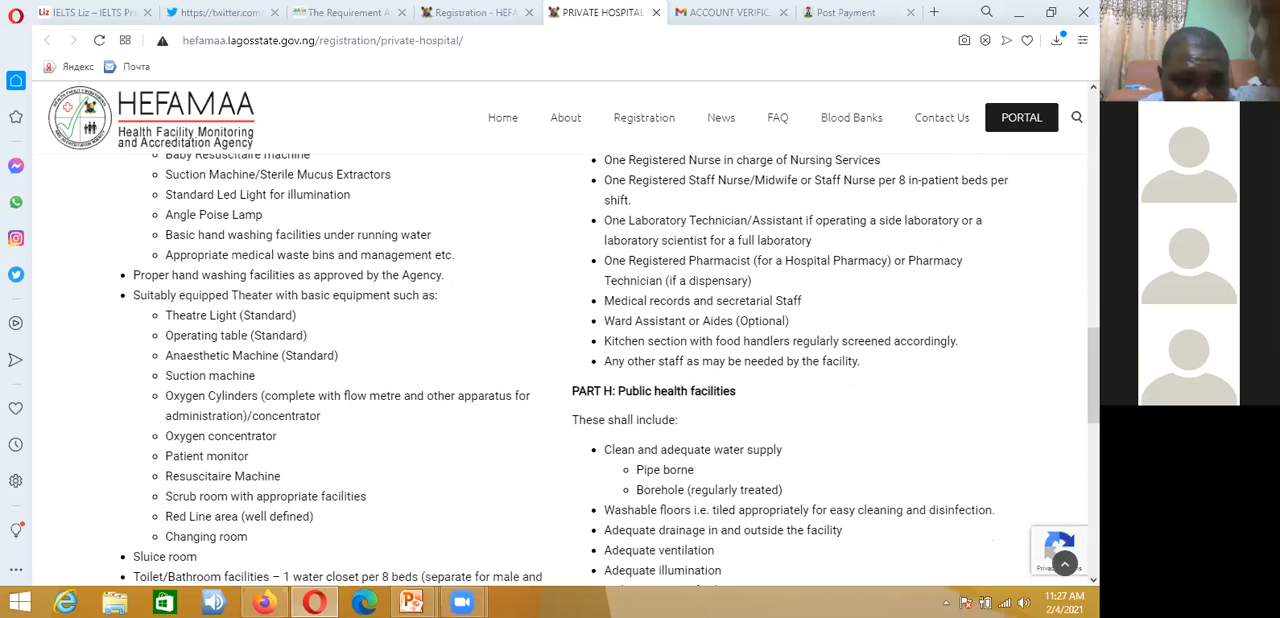 Liz IELTS Liz – IELTS Pre
https://twitter.com/
The Requirement A
Registration - HEFA
PRIVATE HOSPITAL
ACCOUNT VERIFIC
Post Payment
hefamaa.lagosstate.gov.ng/registration/private-hospital/
Яндекс
Почта
HEFAMAA
Health Facility Monitoring
and Accreditation Agency
Home
About
Registration
News
FAQ
Blood Banks
Contact Us
PORTAL
Baby Resuscitaire machine
Suction Machine/Sterile Mucus Extractors
Standard Led Light for illumination
Angle Poise Lamp
Basic hand washing facilities under running water
Appropriate medical waste bins and management etc.
Proper hand washing facilities as approved by the Agency.
Suitably equipped Theater with basic equipment such as:
Theatre Light (Standard)
Operating table (Standard)
Anaesthetic Machine (Standard)
Suction machine
Oxygen Cylinders (complete with flow metre and other apparatus for
administration)/concentrator
Oxygen concentrator
Patient monitor
Resuscitaire Machine
Scrub room with appropriate facilities
Red Line area (well defined)
Changing room
Sluice room
Toilet/Bathroom facilities – 1 water closet per 8 beds (separate for male and
One Registered Nurse in charge of Nursing Services
One Registered Staff Nurse/Midwife or Staff Nurse per 8 in-patient beds per
shift.
One Laboratory Technician/Assistant if operating a side laboratory or a
laboratory scientist for a full laboratory
One Registered Pharmacist (for a Hospital Pharmacy) or Pharmacy
Technician (if a dispensary)
Medical records and secretarial Staff
Ward Assistant or Aides (Optional)
Kitchen section with food handlers regularly screened accordingly.
Any other staff as may be needed by the facility.
PART H: Public health facilities
These shall include:
Clean and adequate water supply
Pipe borne
Borehole (regularly treated)
Washable floors i.e. tiled appropriately for easy cleaning and disinfection.
Adequate drainage in and outside the facility
Adequate ventilation
Adequate illumination
11:27 AM
2/4/2021